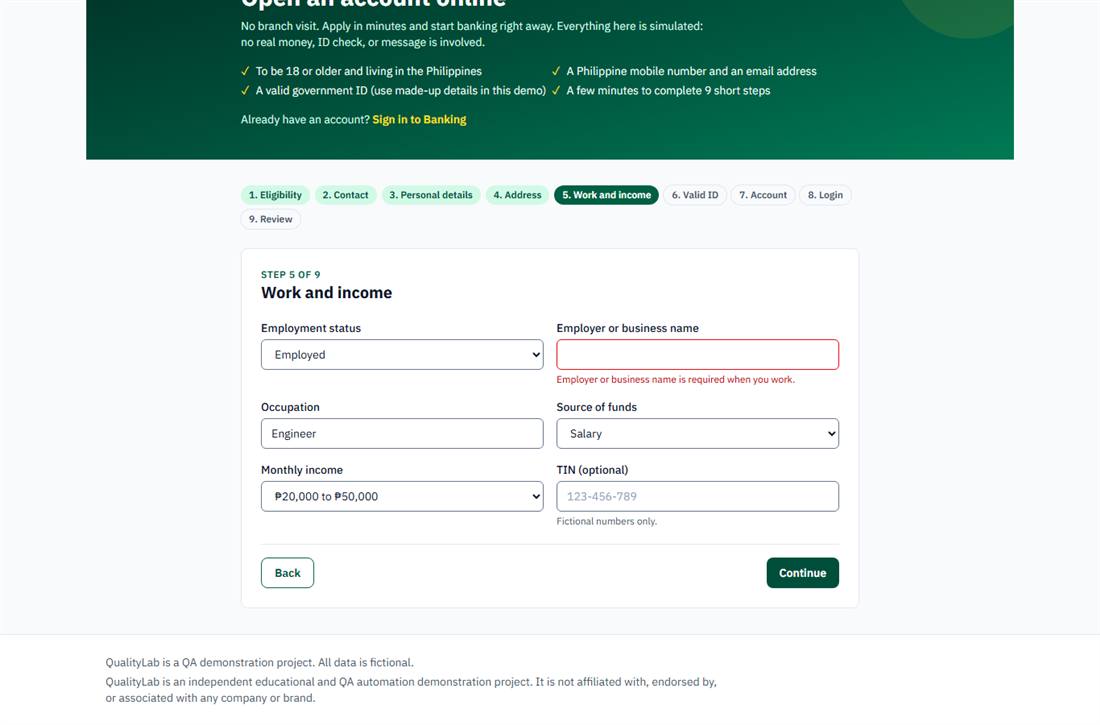 Open an account online
No branch visit. Apply in minutes and start banking right away. Everything here is simulated:
no real money, ID check, or message is involved.
✓ To be 18 or older and living in the Philippines
✓ A Philippine mobile number and an email address
✓ A valid government ID (use made-up details in this demo)
✓ A few minutes to complete 9 short steps
Already have an account? Sign in to Banking
1. Eligibility
2. Contact
3. Personal details
4. Address
5. Work and income
6. Valid ID
7. Account
8. Login
9. Review
STEP 5 OF 9
Work and income
Employment status
Employer or business name
Employed
Employer or business name is required when you work.
Occupation
Source of funds
Engineer
Salary
Monthly income
TIN (optional)
₱20,000 to ₱50,000
123-456-789
Fictional numbers only.
Back
Continue
QualityLab is a QA demonstration project. All data is fictional.
QualityLab is an independent educational and QA automation demonstration project. It is not affiliated with, endorsed by,
or associated with any company or brand.